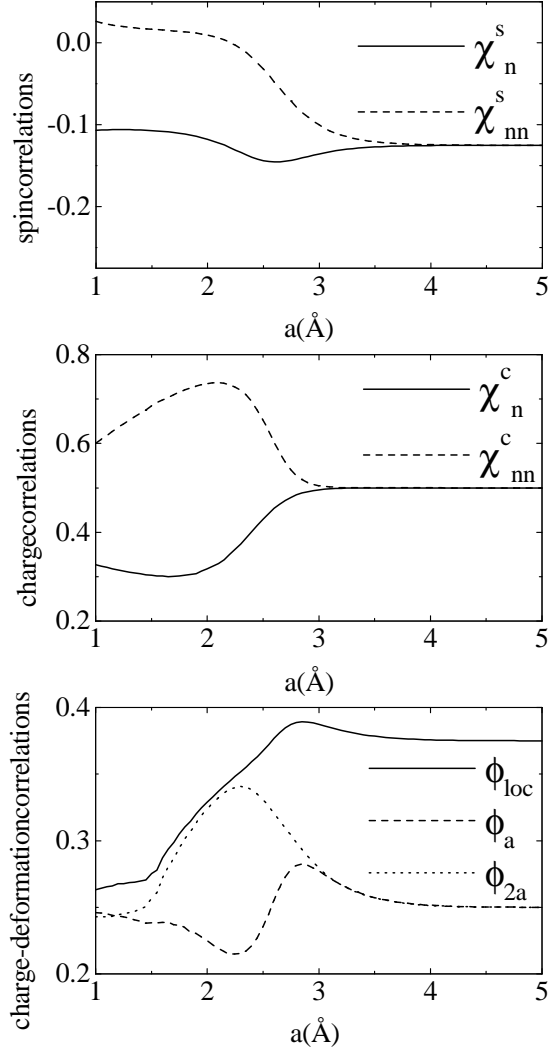 0.0
-0.1
-0.2
spincorrelations
χ^s_n
χ^s_nn
1 2 3 4 5
a(Å)
0.8
0.6
0.4
0.2
chargecorrelations
χ^c_n
χ^c_nn
1 2 3 4 5
a(Å)
0.4
0.3
0.2
charge-deformationcorrelations
ϕ_loc
ϕ_a
ϕ_2a
1 2 3 4 5
a(Å)